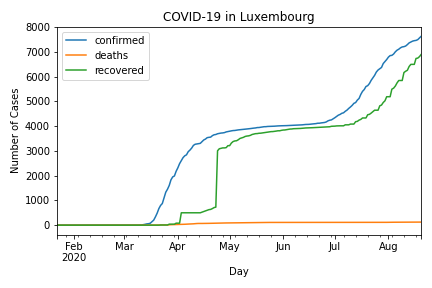 COVID-19 in Luxembourg
8000
7000
6000
5000
4000
3000
2000
1000
0
Number of Cases
confirmed
deaths
recovered
Feb Mar Apr May Jun Jul Aug
2020
Day